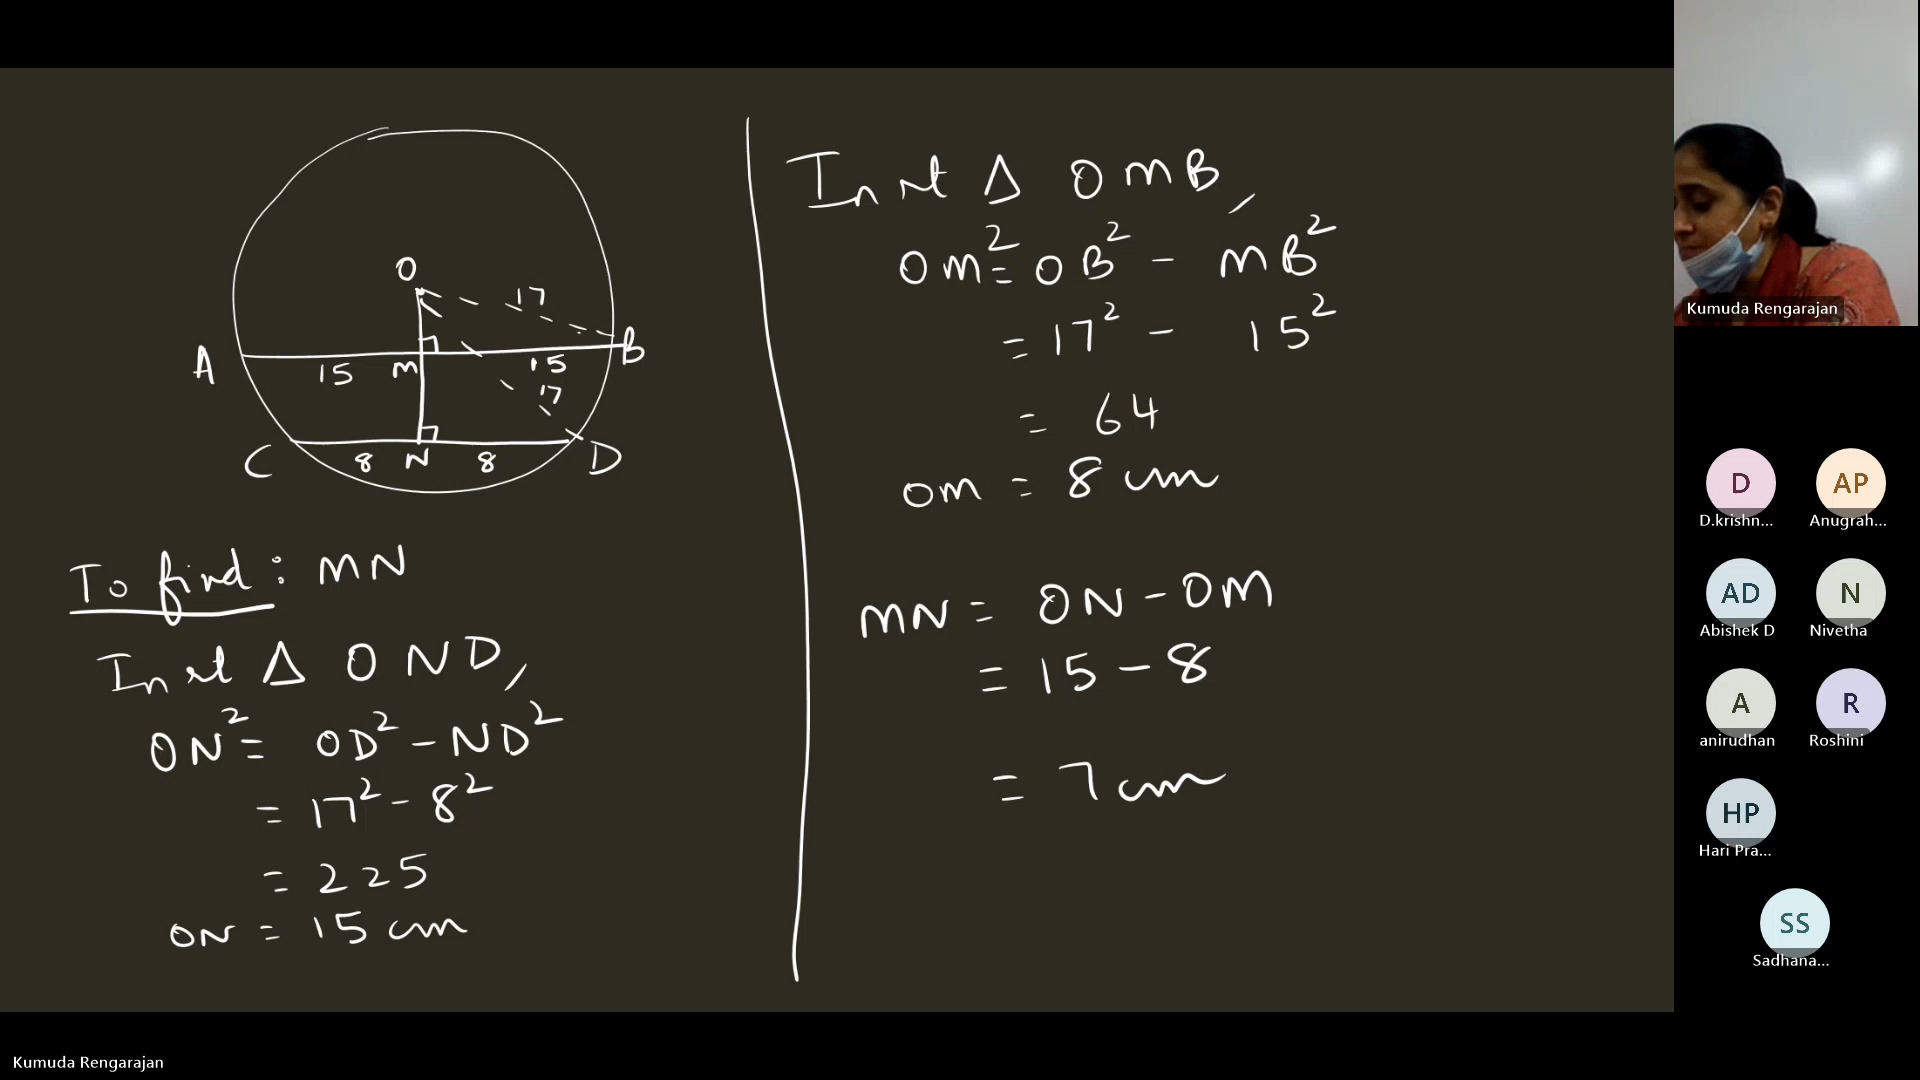 O
17
A
15
M
15
B
17
C
8
N
8
D
To find: MN
In rt Δ OND,
ON² = OD² - ND²
= 17² - 8²
= 225
ON = 15 cm
In rt Δ OMB,
OM² = OB² - MB²
= 17² - 15²
= 64
OM = 8 cm
MN = ON - OM
= 15 - 8
= 7 cm
Kumuda Rengarajan
D
D.krishn...
AP
Anugrah...
AD
Abishek D
N
Nivetha
A
anirudhan
R
Roshini
HP
Hari Pra...
SS
Sadhana...
Kumuda Rengarajan